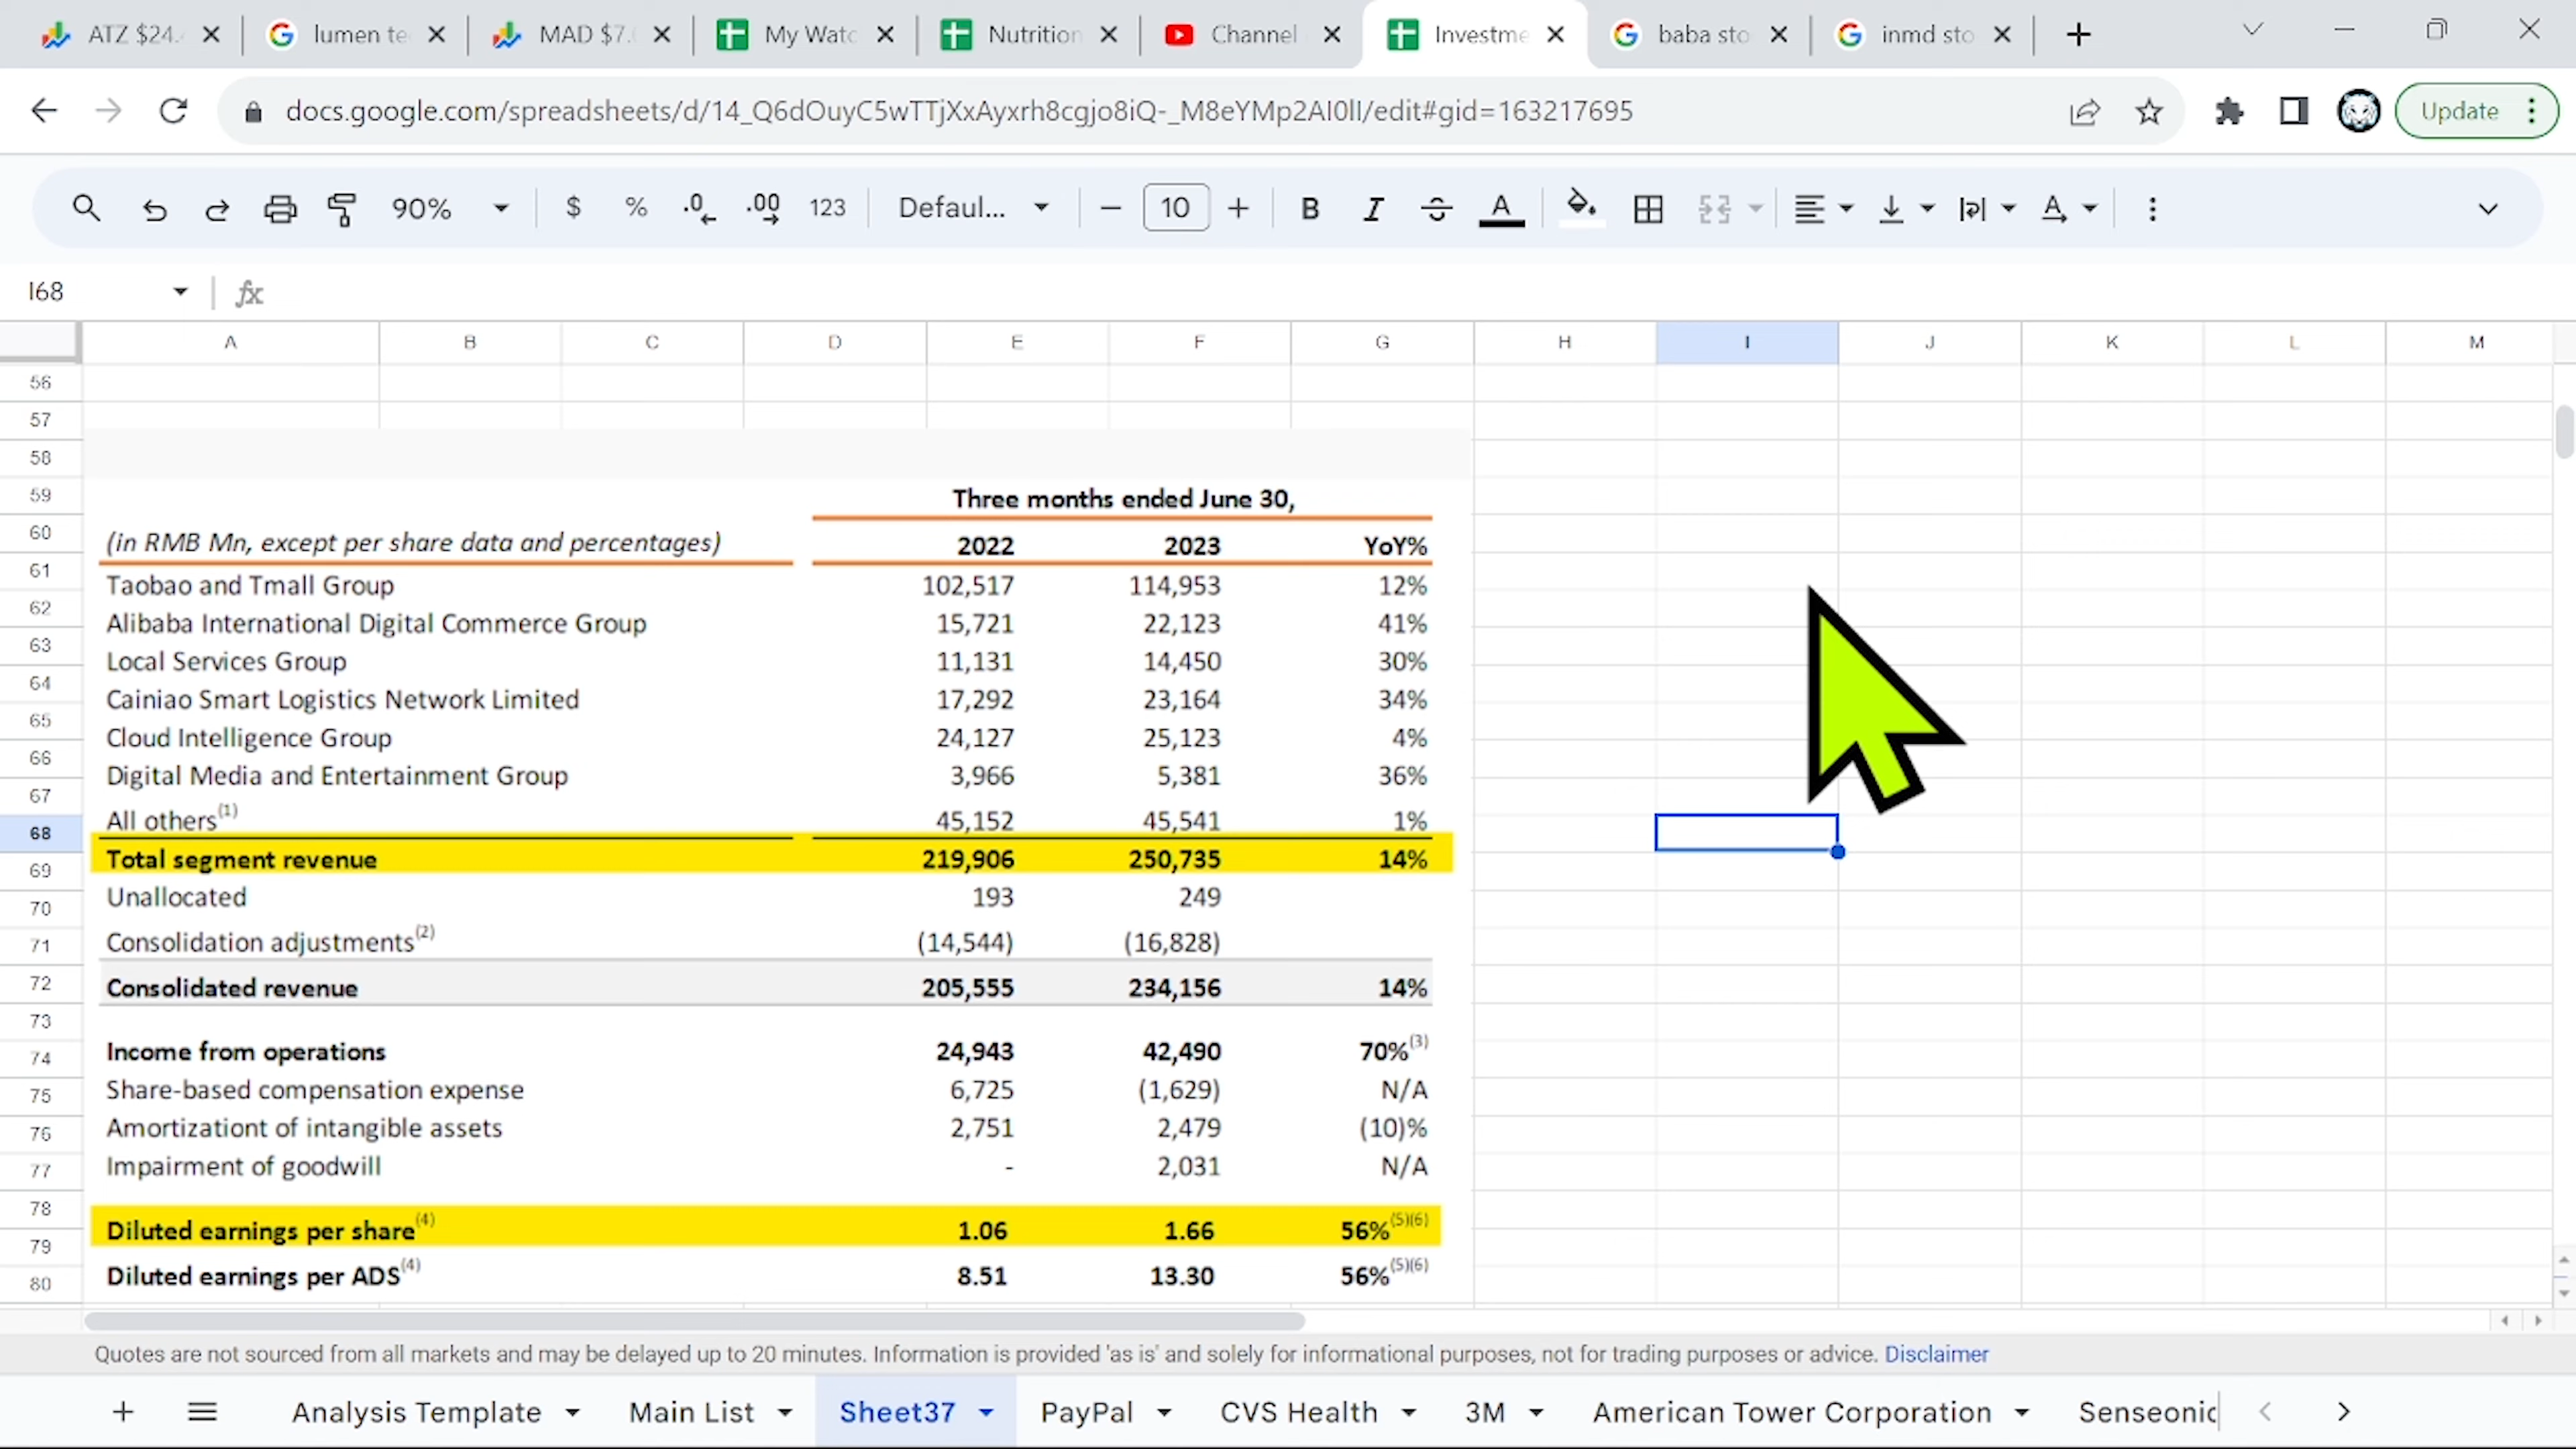 ATZ $24.4 lumen te MAD $7. My Watc Nutrition Channel Investme baba sto inmd sto
docs.google.com/spreadsheets/d/14_Q6dOuyC5wTTjXxAyxrh8cgjo8iQ-_M8eYMp2AI0lI/edit#gid=163217695 Update
90% $ % .0 .00 123 Defaul... 10 B I A
I68 fx
A B C D E F G H I J K L M
56
57
58
59
60
61
62
63
64
65
66
67
68
69
70
71
72
73
74
75
76
77
78
79
80
Three months ended June 30,
(in RMB Mn, except per share data and percentages) 2022 2023 YoY%
Taobao and Tmall Group 102,517 114,953 12%
Alibaba International Digital Commerce Group 15,721 22,123 41%
Local Services Group 11,131 14,450 30%
Cainiao Smart Logistics Network Limited 17,292 23,164 34%
Cloud Intelligence Group 24,127 25,123 4%
Digital Media and Entertainment Group 3,966 5,381 36%
All others(1) 45,152 45,541 1%
Total segment revenue 219,906 250,735 14%
Unallocated 193 249
Consolidation adjustments(2) (14,544) (16,828)
Consolidated revenue 205,555 234,156 14%
Income from operations 24,943 42,490 70%(3)
Share-based compensation expense 6,725 (1,629) N/A
Amortizationt of intangible assets 2,751 2,479 (10)%
Impairment of goodwill - 2,031 N/A
Diluted earnings per share(4) 1.06 1.66 56%(5)(6)
Diluted earnings per ADS(4) 8.51 13.30 56%(5)(6)
Quotes are not sourced from all markets and may be delayed up to 20 minutes. Information is provided 'as is' and solely for informational purposes, not for trading purposes or advice. Disclaimer
Analysis Template Main List Sheet37 PayPal CVS Health 3M American Tower Corporation Senseonic